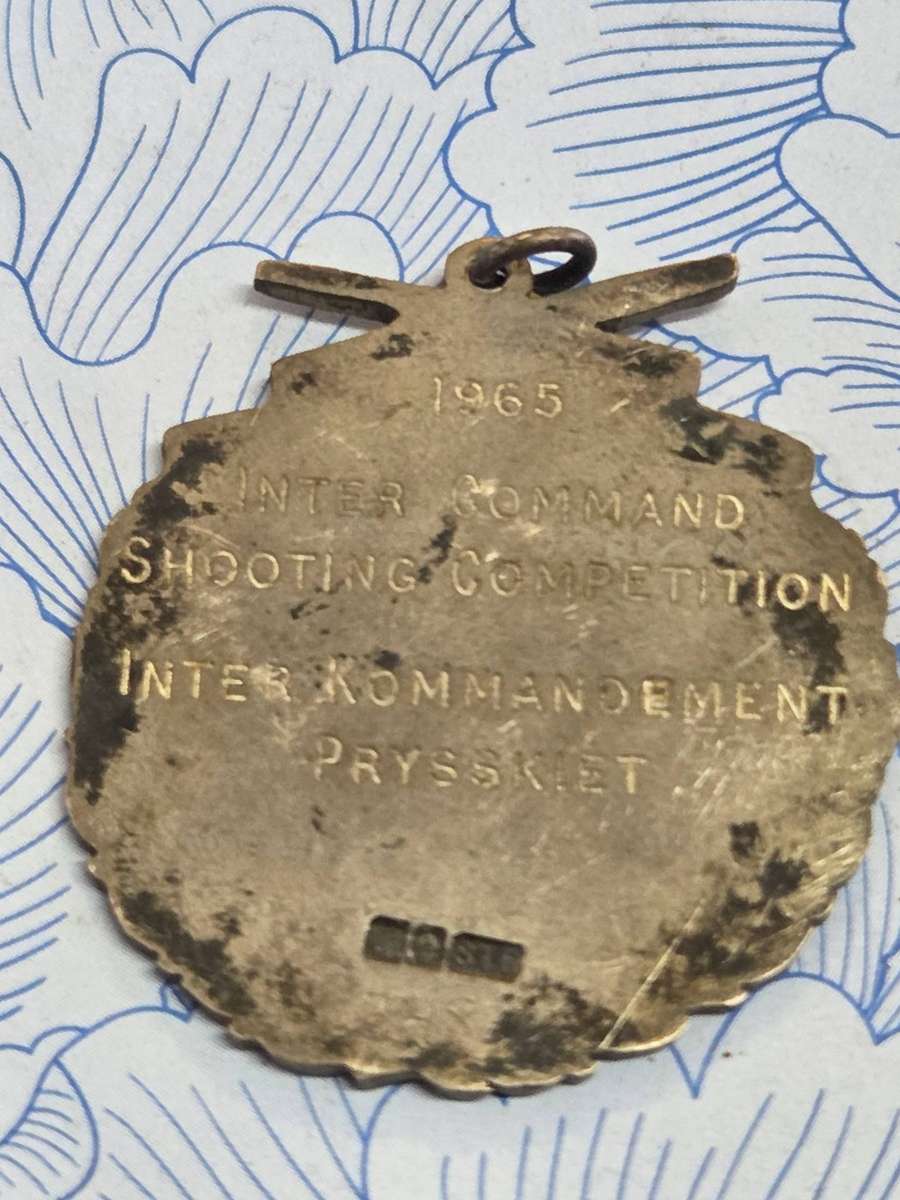 1965
INTER COMMAND
SHOOTING COMPETITION
INTER KOMMANDEMENT
PRYSSKIET